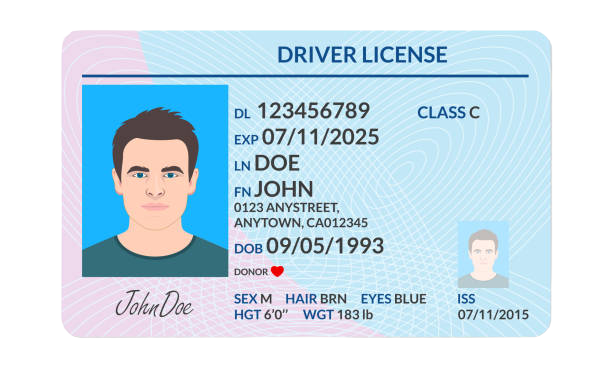 DRIVER LICENSE
DL 123456789 CLASS C
EXP 07/11/2025
LN DOE
FN JOHN
0123 ANYSTREET,
ANYTOWN, CA012345
DOB 09/05/1993
DONOR
JohnDoe
SEX M HAIR BRN EYES BLUE ISS
HGT 6'0'' WGT 183 lb 07/11/2015